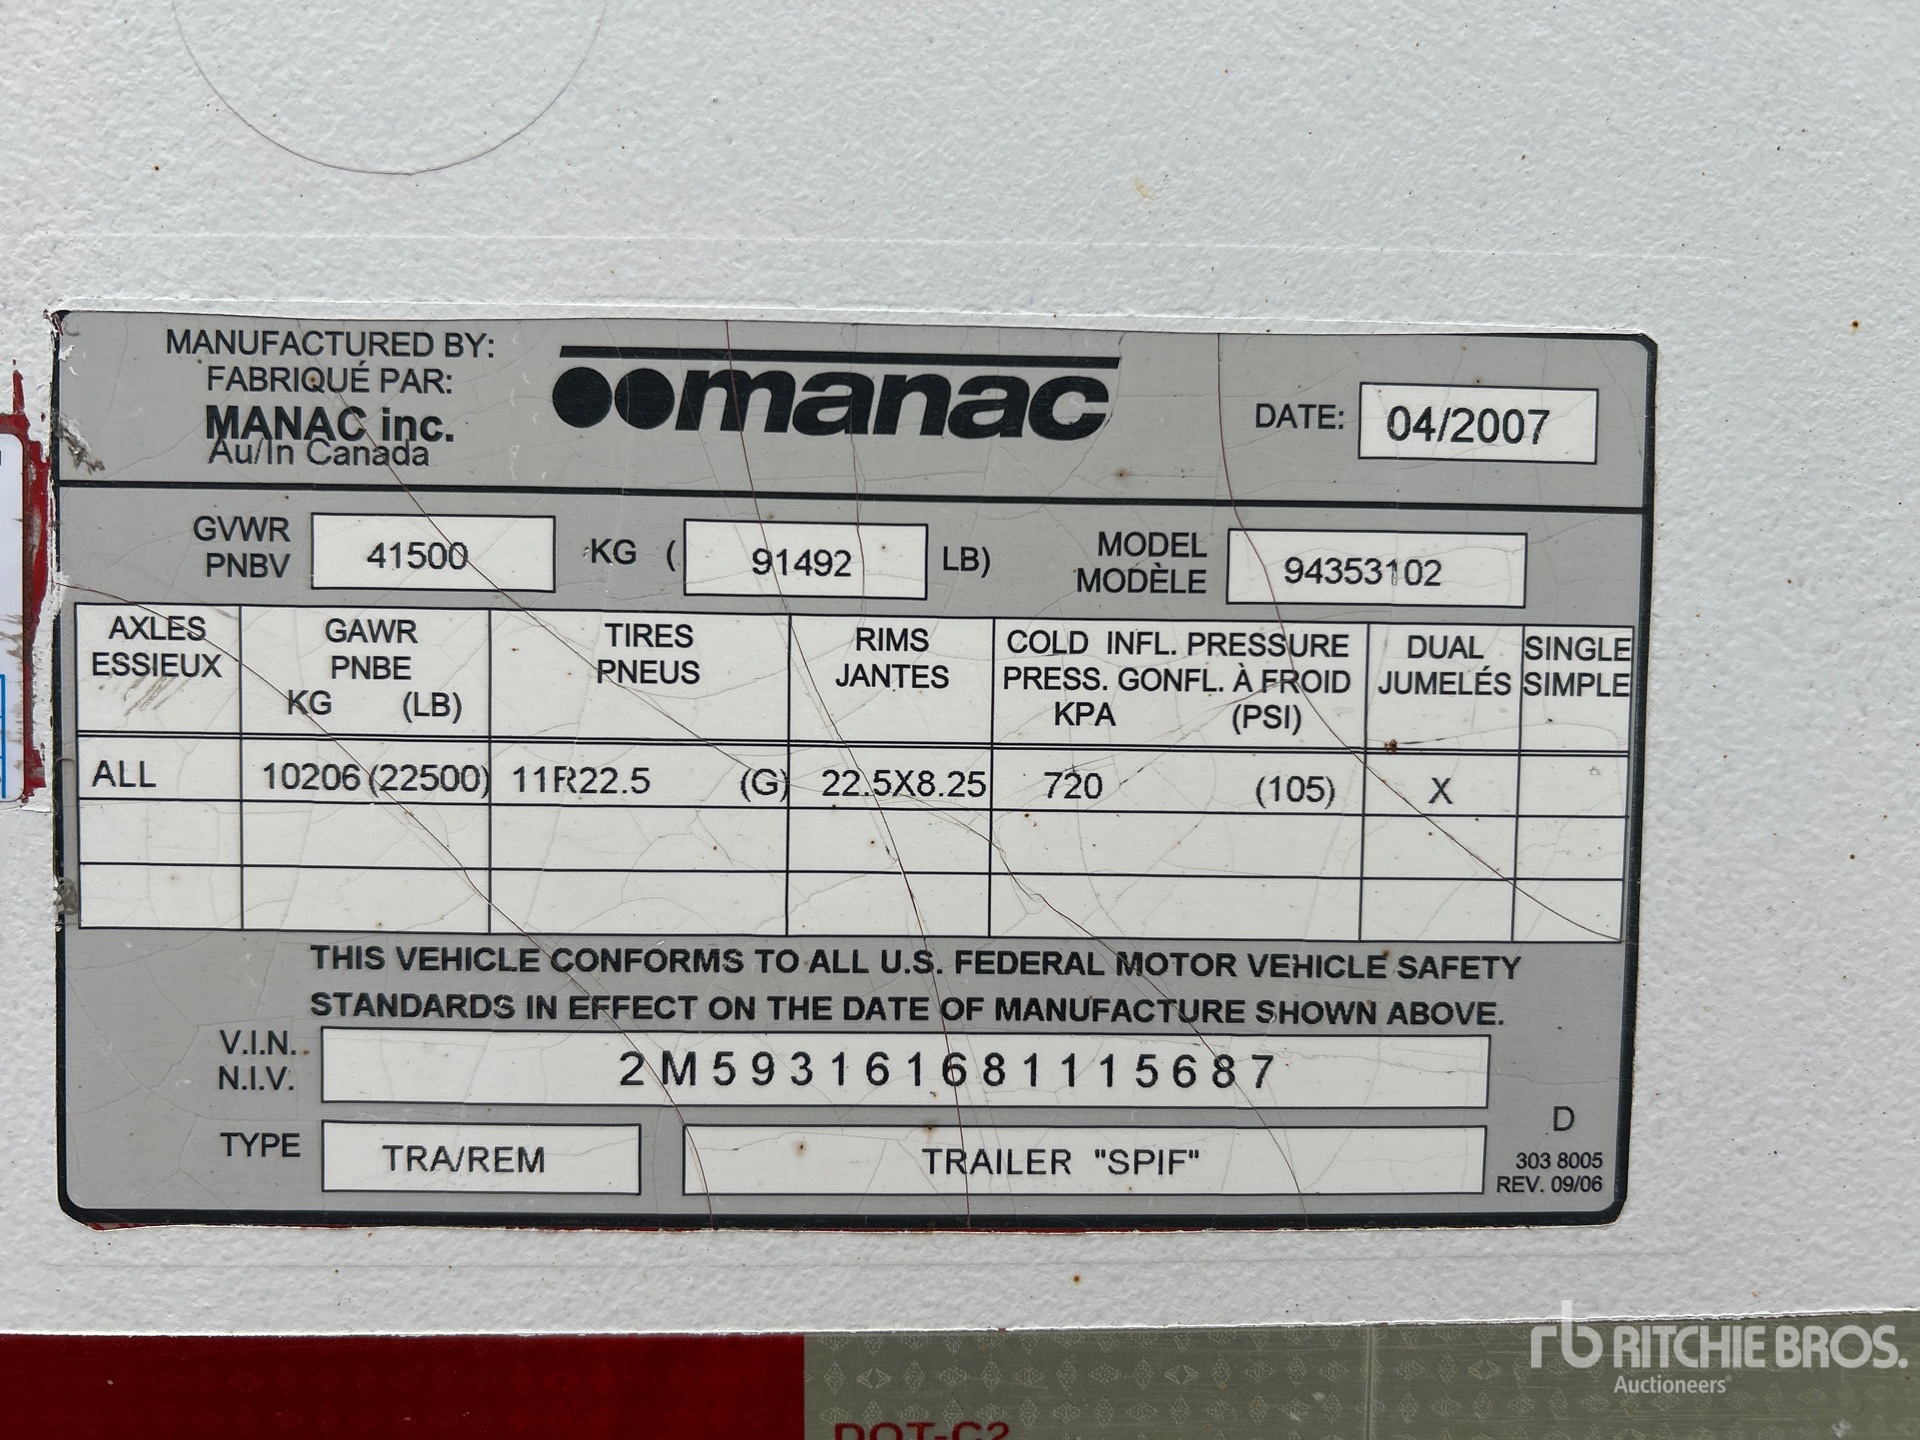 MANUFACTURED BY:
FABRIQUÉ PAR:
MANAC inc.
Au/In Canada
manac
DATE: 04/2007
GVWR
PNBV
41500 KG ( 91492 LB)
MODEL
MODÈLE
94353102
AXLES
ESSIEUX
GAWR
PNBE
KG (LB)
TIRES
PNEUS
RIMS
JANTES
COLD INFL. PRESSURE
PRESS. GONFL. À FROID
KPA (PSI)
DUAL
JUMELÉS
SINGLE
SIMPLE
ALL 10206 (22500) 11R22.5 (G) 22.5X8.25 720 (105) X
THIS VEHICLE CONFORMS TO ALL U.S. FEDERAL MOTOR VEHICLE SAFETY
STANDARDS IN EFFECT ON THE DATE OF MANUFACTURE SHOWN ABOVE.
V.I.N.
N.I.V.
2M593161681115687
TYPE TRA/REM TRAILER "SPIF"
D
303 8005
REV. 09/06
rb RITCHIE BROS.
Auctioneers
DOT-C2